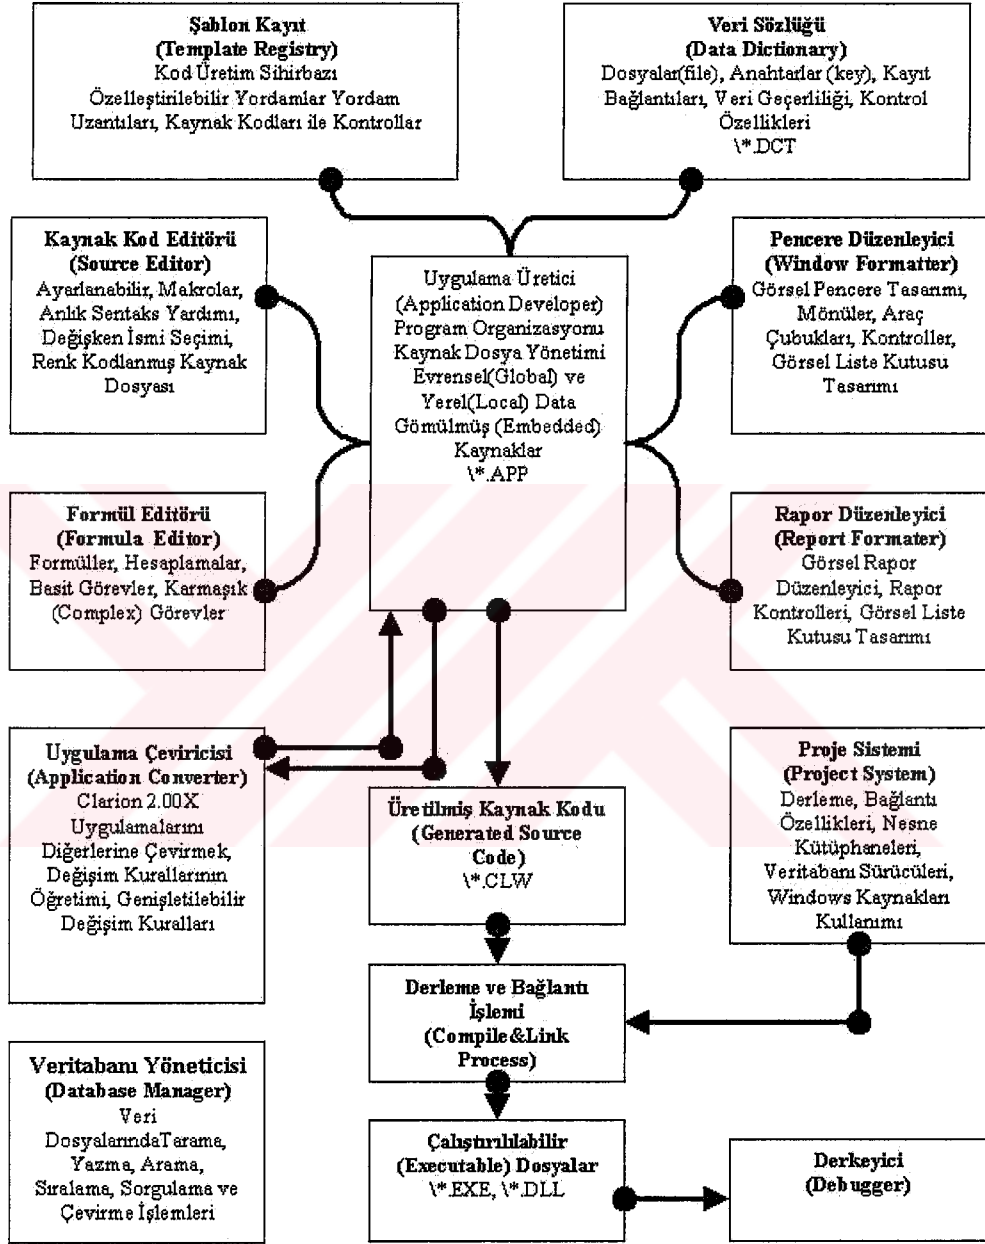 Şablon Kayıt
(Template Registry)
Kod Üretim Sihirbazı
Özelleştirilebilir Yordamlar Yordam
Uzantıları, Kaynak Kodları ile Kontrollar
Veri Sözlüğü
(Data Dictionary)
Dosyalar(file), Anahtarlar (key), Kayıt
Bağlantıları, Veri Geçerliliği, Kontrol
Özellikleri
\*.DCT
Kaynak Kod Editörü
(Source Editor)
Ayarlanabilir, Makrolar,
Anlık Sentaks Yardımı,
Değişken İsmi Seçimi,
Renk Kodlanmış Kaynak
Dosyası
Uygulama Üretici
(Application Developer)
Program Organizasyonu
Kaynak Dosya Yönetimi
Evrensel(Global) ve
Yerel(Local) Data
Gömülmüş (Embedded)
Kaynaklar
\*.APP
Pencere Düzenleyici
(Window Formatter)
Görsel Pencere Tasarımı,
Mönüler, Araç
Çubukları, Kontroller,
Görsel Liste Kutusu
Tasarımı
Formül Editörü
(Formula Editor)
Formüller, Hesaplamalar,
Basit Görevler, Karmaşık
(Complex) Görevler
Rapor Düzenleyici
(Report Formater)
Görsel Rapor
Düzenleyici, Rapor
Kontrolleri, Görsel Liste
Kutusu Tasarımı
Uygulama Çeviricisi
(Application Converter)
Clarion 2.00X
Uygulamalarını
Diğerlerine Çevirmek,
Değişim Kurallarının
Öğretimi, Genişletilebilir
Değişim Kuralları
Üretilmiş Kaynak Kodu
(Generated Source
Code)
\*.CLW
Proje Sistemi
(Project System)
Derleme, Bağlantı
Özellikleri, Nesne
Kütüphaneleri,
Veritabanı Sürücüleri,
Windows Kaynakları
Kullanımı
Derleme ve Bağlantı
İşlemi
(Compile&Link
Process)
Veritabanı Yöneticisi
(Database Manager)
Veri
DosyalarındaTarama,
Yazma, Arama,
Sıralama, Sorgulama ve
Çevirme İşlemleri
Çalıştırılılabilir
(Executable) Dosyalar
\*.EXE, \*.DLL
Derkeyici
(Debugger)